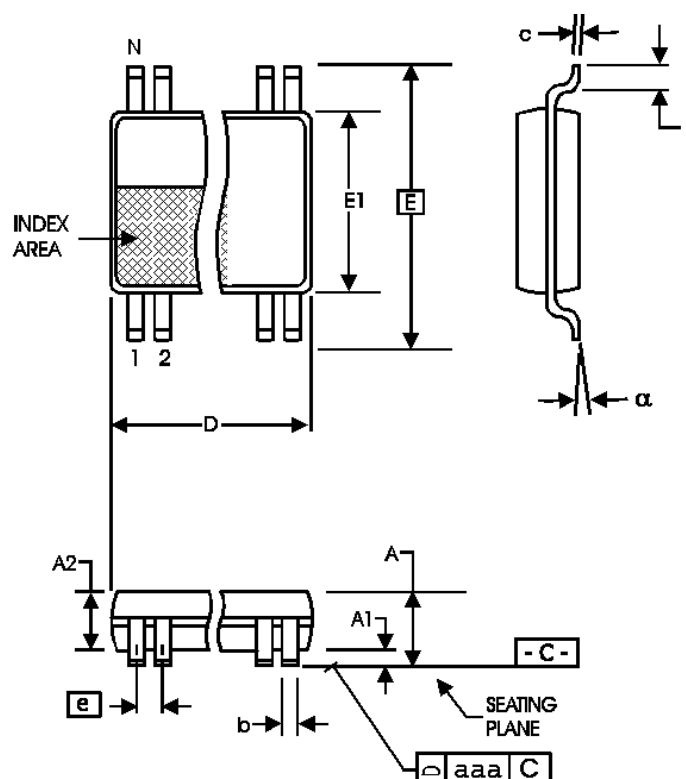 N
c
INDEX
AREA
E1
E
1 2
D
α
A2
A
A1
- C -
e
b
SEATING
PLANE
aaa C